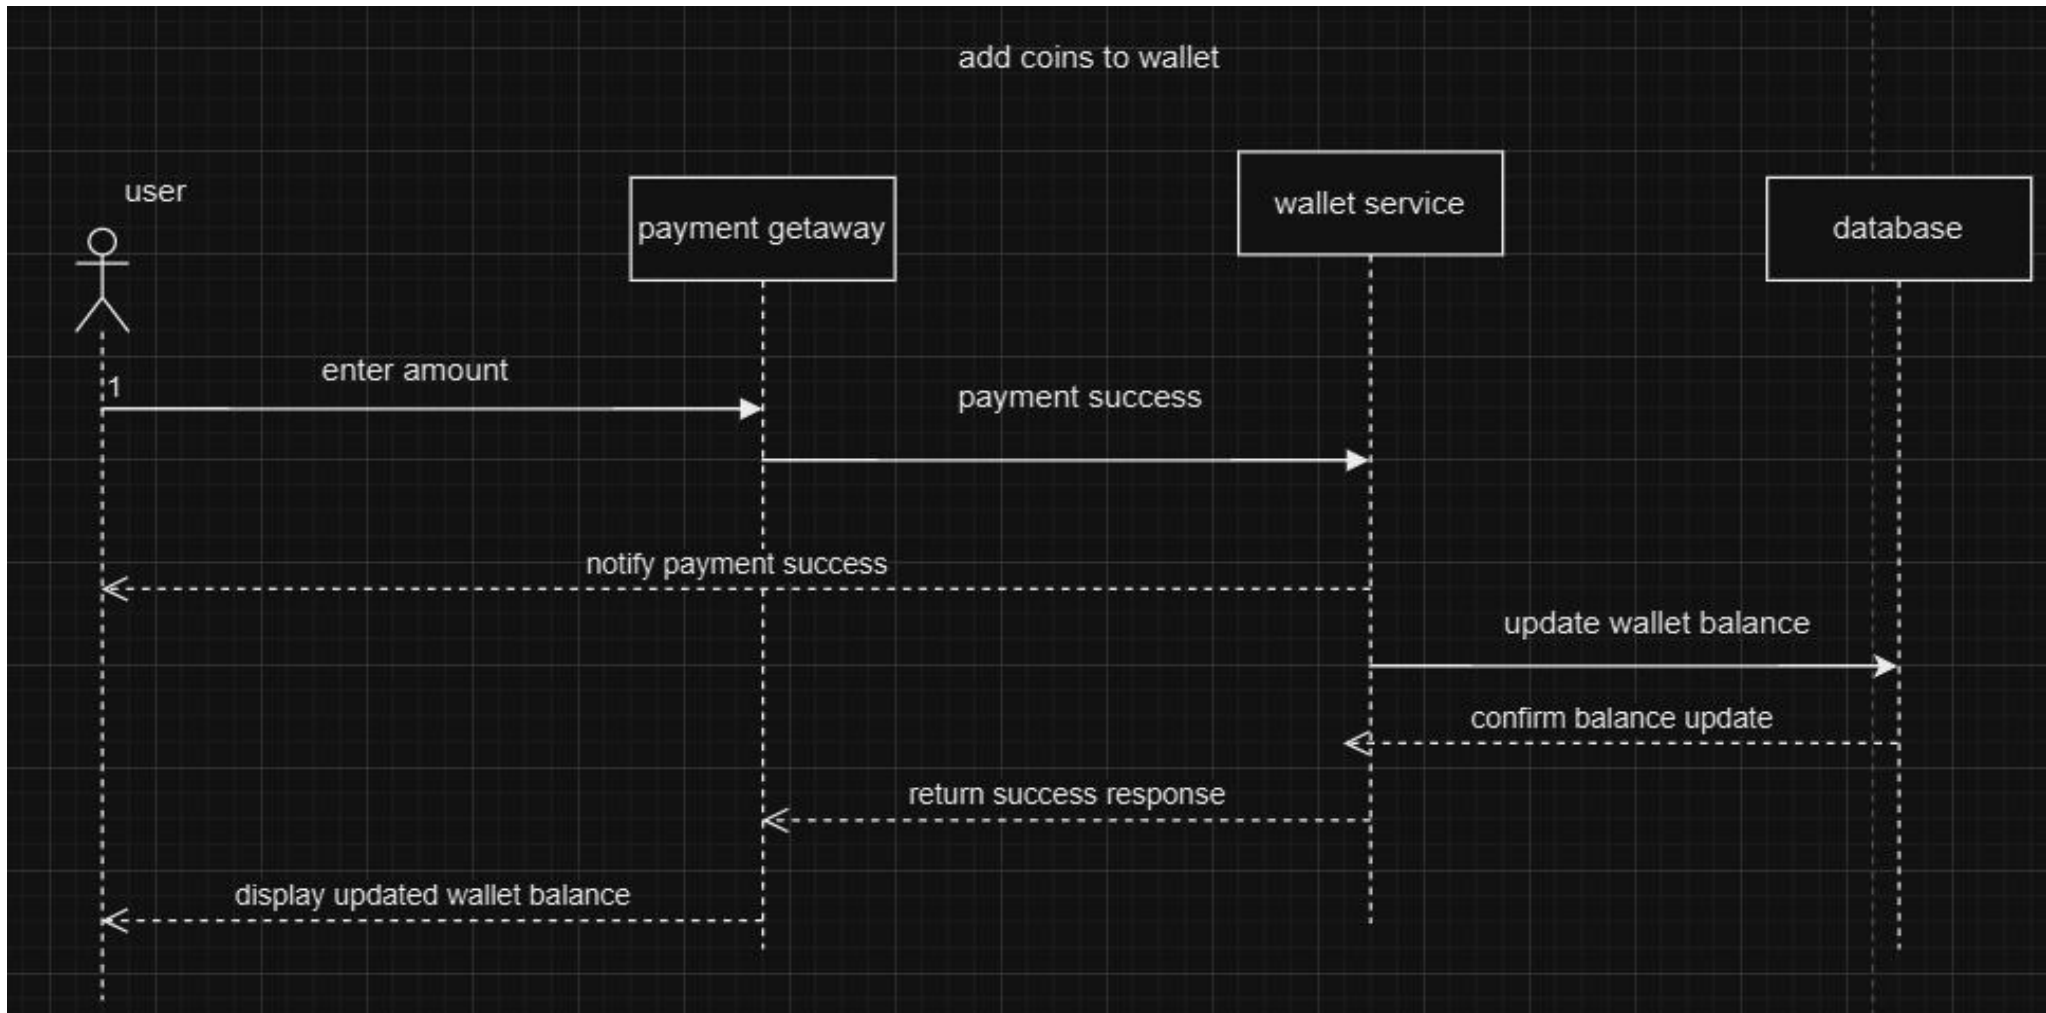 add coins to wallet
user
payment getaway
wallet service
database
1
enter amount
payment success
notify payment success
update wallet balance
confirm balance update
return success response
display updated wallet balance